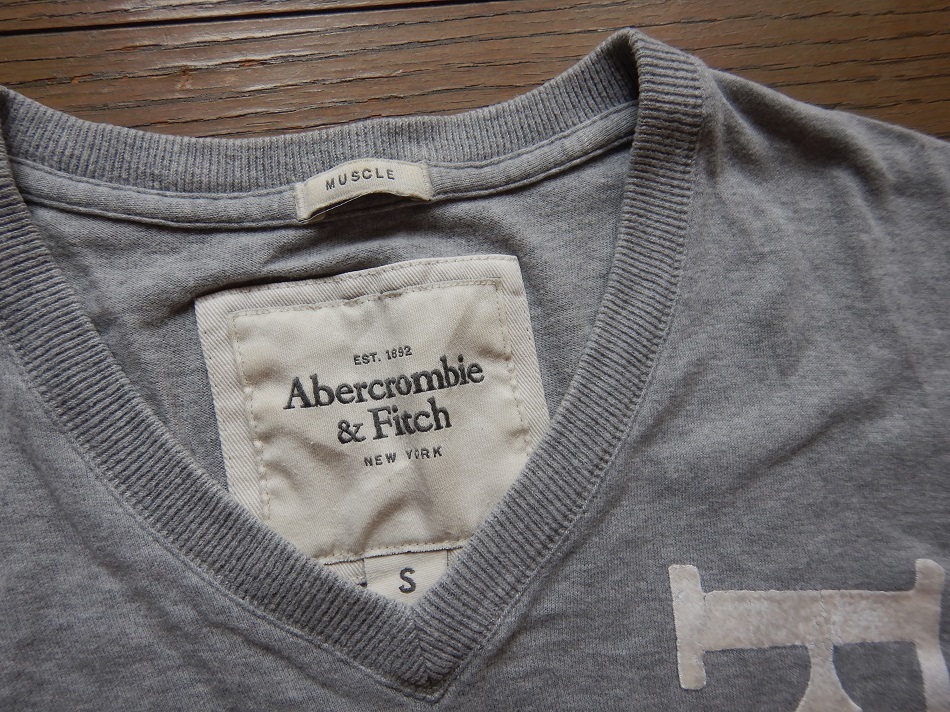 MUSCLE
EST. 1892
Abercrombie
& Fitch
NEW YORK
S